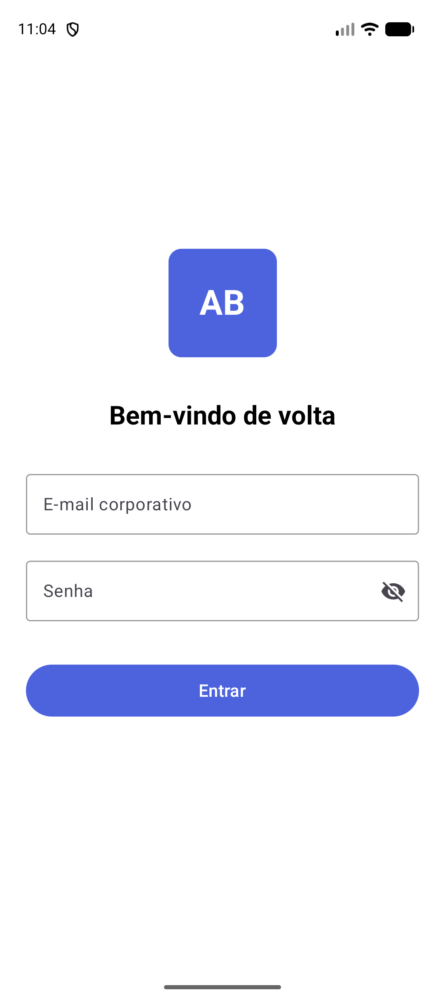 11:04
AB
Bem-vindo de volta
E-mail corporativo
Senha
Entrar